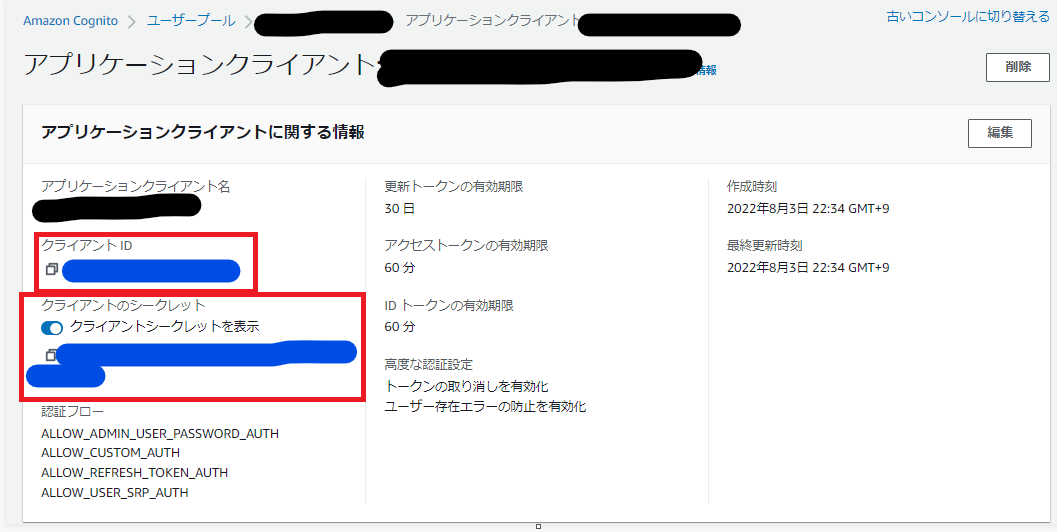 Amazon Cognito > ユーザープール > アプリケーションクライアント
古いコンソールに切り替える
アプリケーションクライアント
情報
削除
アプリケーションクライアントに関する情報
編集
アプリケーションクライアント名
クライアント ID
クライアントのシークレット
クライアントシークレットを表示
認証フロー
ALLOW_ADMIN_USER_PASSWORD_AUTH
ALLOW_CUSTOM_AUTH
ALLOW_REFRESH_TOKEN_AUTH
ALLOW_USER_SRP_AUTH
更新トークンの有効期限
30 日
アクセストークンの有効期限
60 分
ID トークンの有効期限
60 分
高度な認証設定
トークンの取り消しを有効化
ユーザー存在エラーの防止を有効化
作成時刻
2022年8月3日 22:34 GMT+9
最終更新時刻
2022年8月3日 22:34 GMT+9